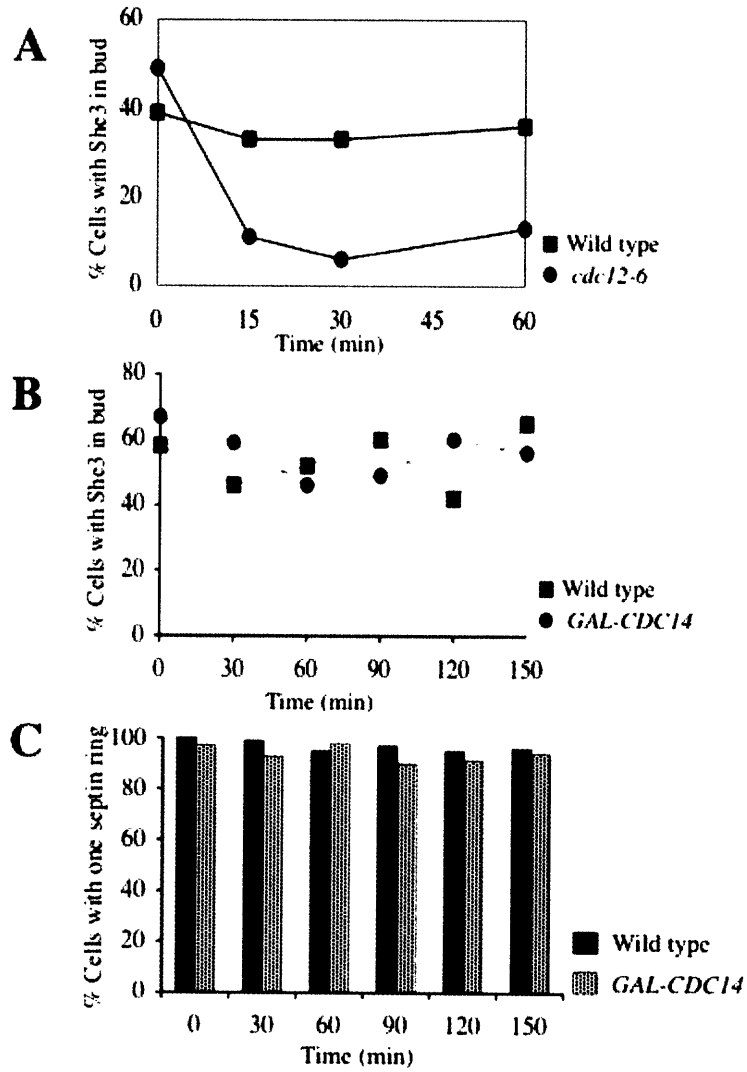 A
% Cells with She3 in bud
60
40
20
0
0 15 30 45 60
Time (min)
Wild type
cdc12-6
B
% Cells with She3 in bud
80
60
40
20
0
0 30 60 90 120 150
Time (min)
Wild type
GAL-CDC14
C
% Cells with one septin ring
100
80
60
40
20
0
0 30 60 90 120 150
Time (min)
Wild type
GAL-CDC14